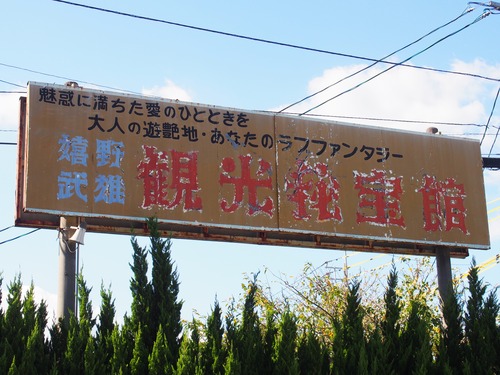 魅惑に満ちた愛のひとときを
大人の遊艶地・あなたのラブファンタジー
嬉野
武雄
観光秘宝館